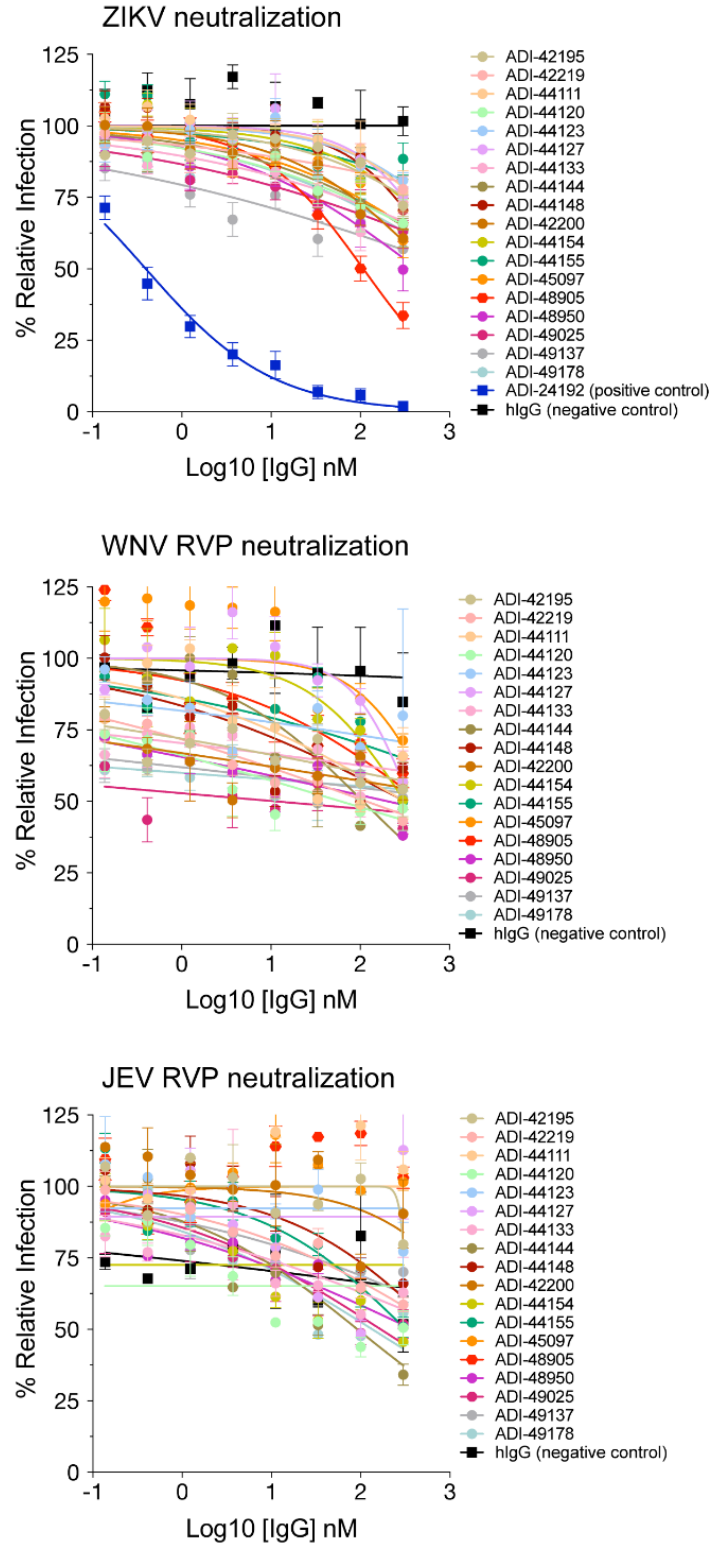 ZIKV neutralization
125
100
75
50
25
0
-1
0
1
2
3
% Relative Infection
Log10 [IgG] nM
ADI-42195
ADI-42219
ADI-44111
ADI-44120
ADI-44123
ADI-44127
ADI-44133
ADI-44144
ADI-44148
ADI-42200
ADI-44154
ADI-44155
ADI-45097
ADI-48905
ADI-48950
ADI-49025
ADI-49137
ADI-49178
ADI-24192 (positive control)
hIgG (negative control)
WNV RVP neutralization
125
100
75
50
25
0
-1
0
1
2
3
% Relative Infection
Log10 [IgG] nM
ADI-42195
ADI-42219
ADI-44111
ADI-44120
ADI-44123
ADI-44127
ADI-44133
ADI-44144
ADI-44148
ADI-42200
ADI-44154
ADI-44155
ADI-45097
ADI-48905
ADI-48950
ADI-49025
ADI-49137
ADI-49178
hIgG (negative control)
JEV RVP neutralization
125
100
75
50
25
0
-1
0
1
2
3
% Relative Infection
Log10 [IgG] nM
ADI-42195
ADI-42219
ADI-44111
ADI-44120
ADI-44123
ADI-44127
ADI-44133
ADI-44144
ADI-44148
ADI-42200
ADI-44154
ADI-44155
ADI-45097
ADI-48905
ADI-48950
ADI-49025
ADI-49137
ADI-49178
hIgG (negative control)